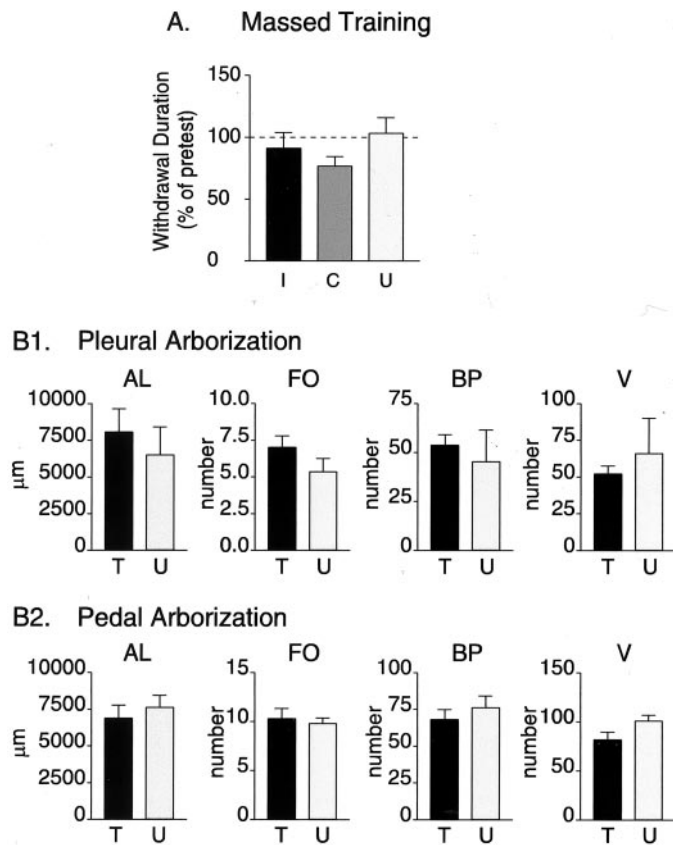 A. Massed Training
Withdrawal Duration
(% of pretest)
150
100
50
0
I C U
B1. Pleural Arborization
AL FO BP V
µm
10000
7500
5000
2500
0
T U
number
10.0
7.5
5.0
2.5
0.0
T U
number
75
50
25
0
T U
number
100
75
50
25
0
T U
B2. Pedal Arborization
AL FO BP V
µm
10000
7500
5000
2500
0
T U
number
15
10
5
0
T U
number
100
75
50
25
0
T U
number
150
100
50
0
T U